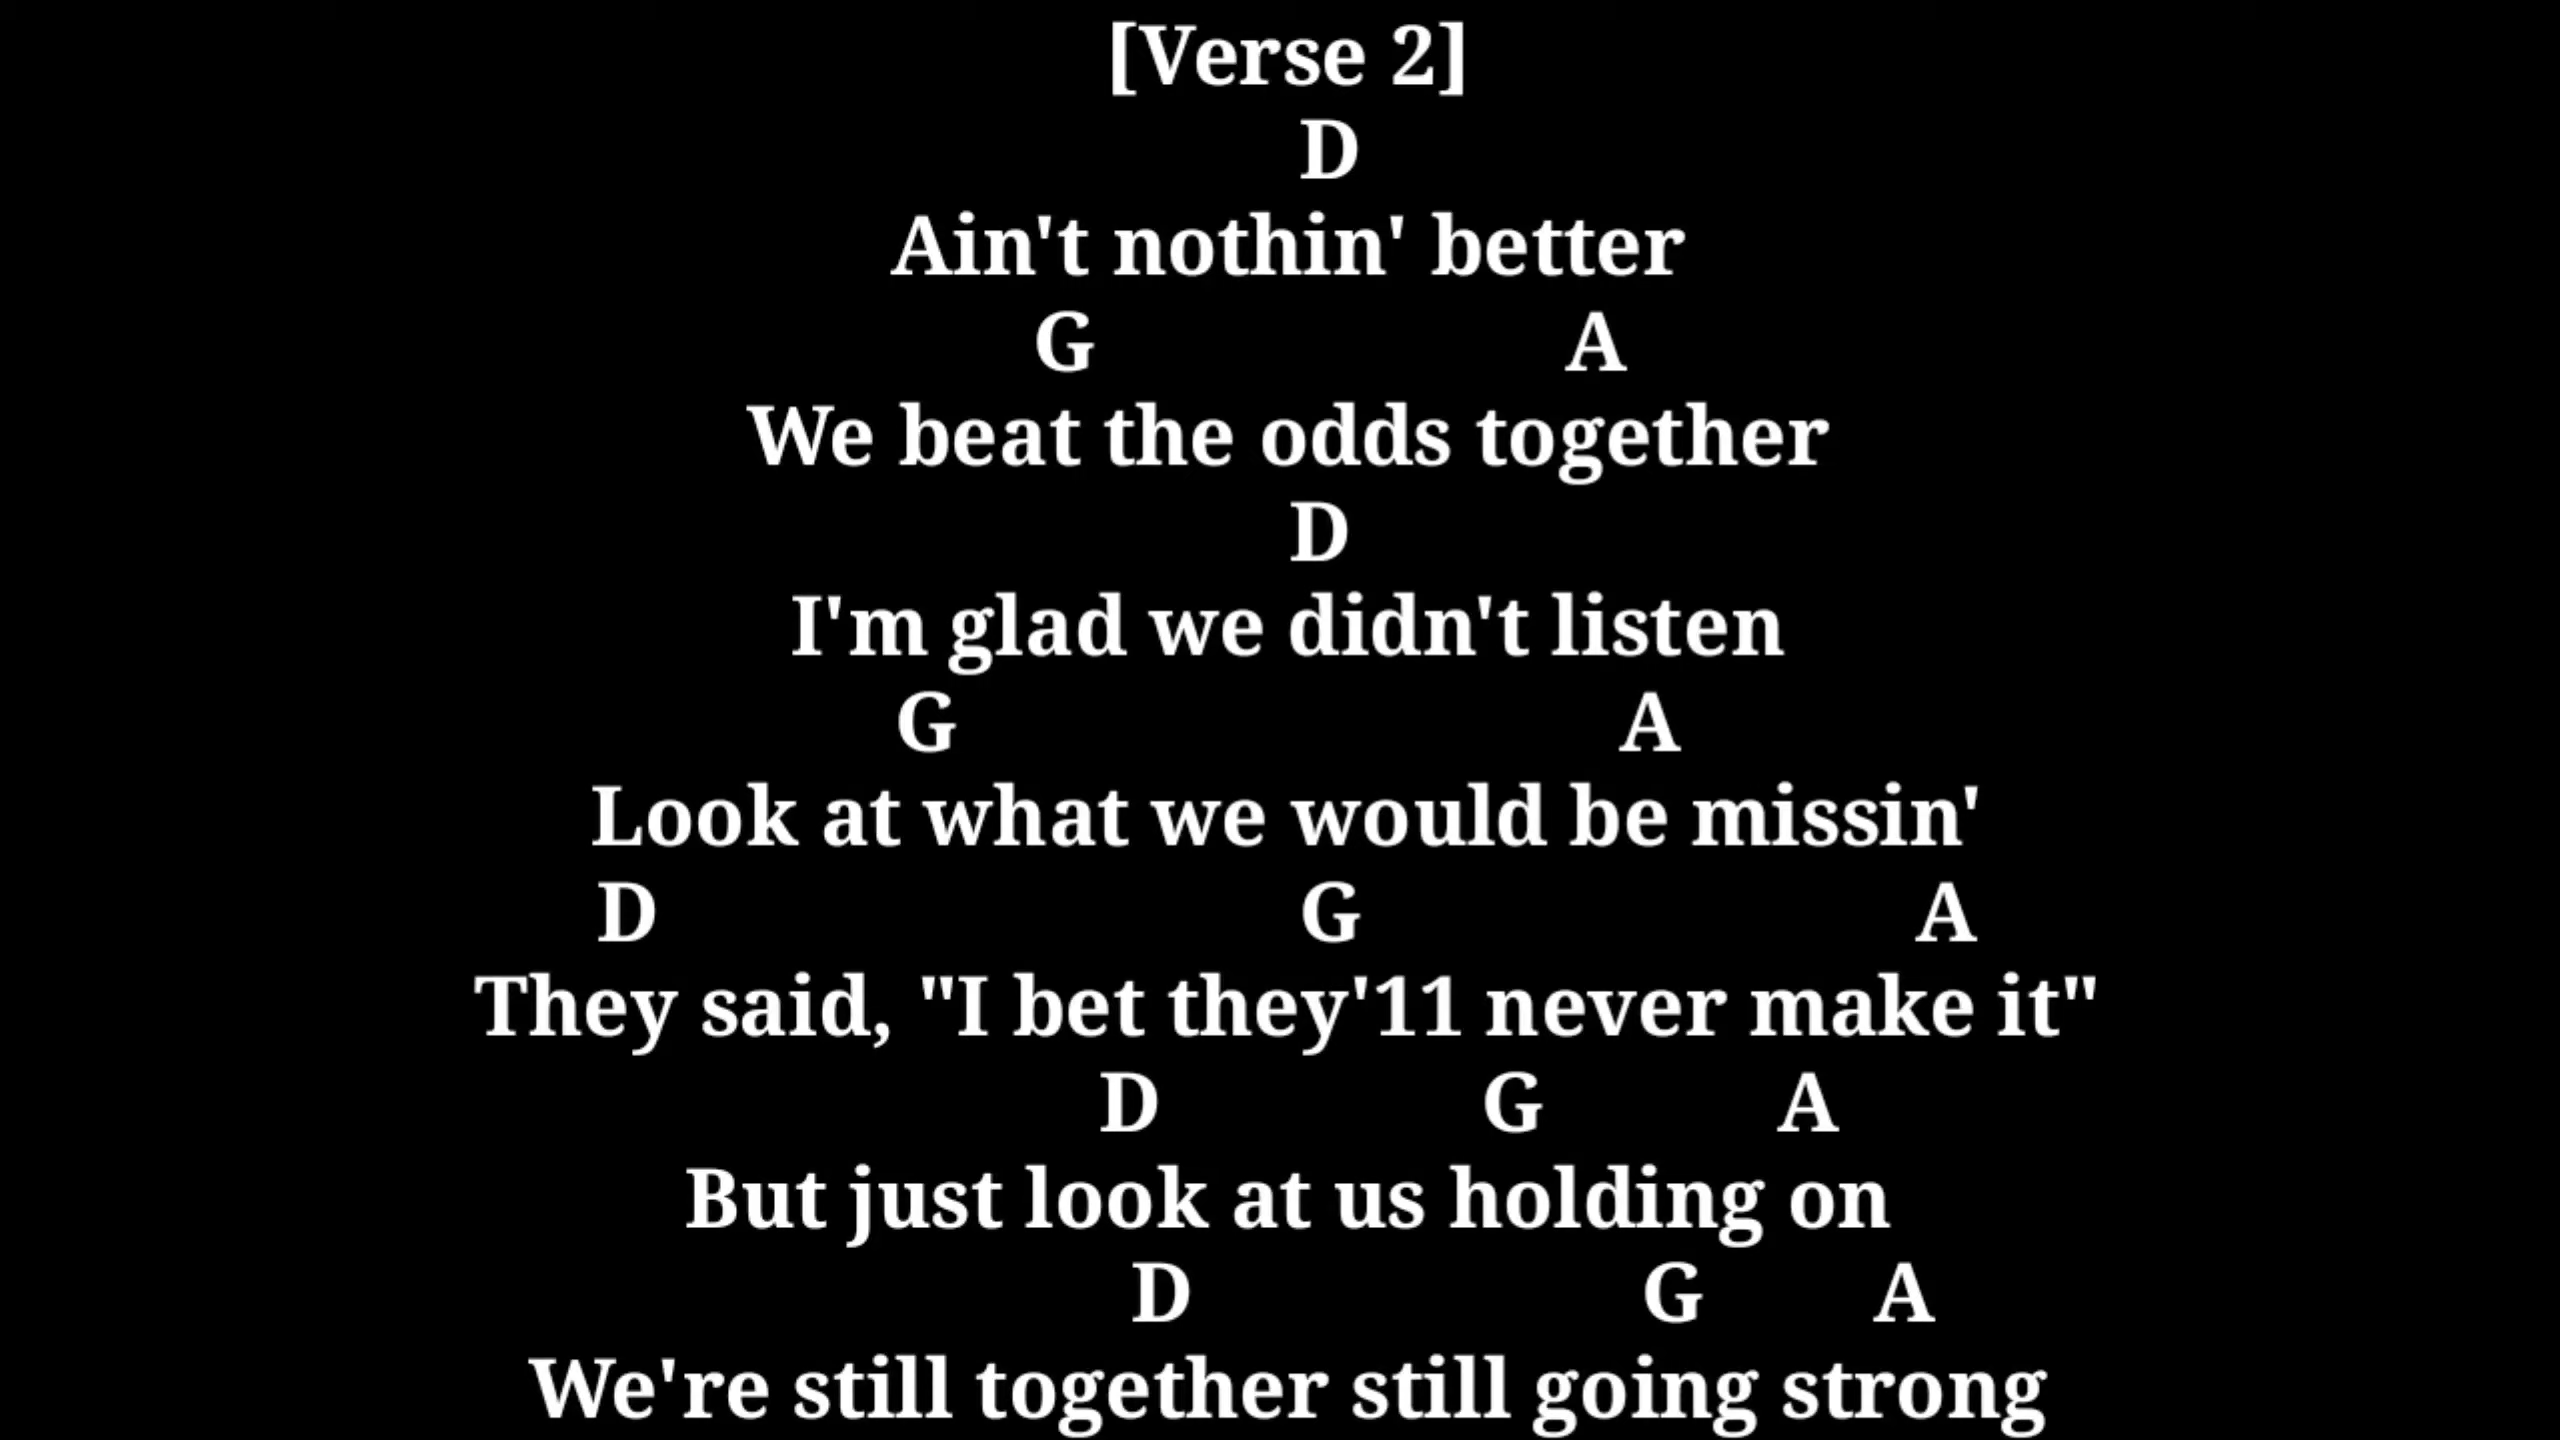 [Verse 2]
D
Ain't nothin' better
G A
We beat the odds together
D
I'm glad we didn't listen
G A
Look at what we would be missin'
D G A
They said, "I bet they'11 never make it"
D G A
But just look at us holding on
D G A
We're still together still going strong